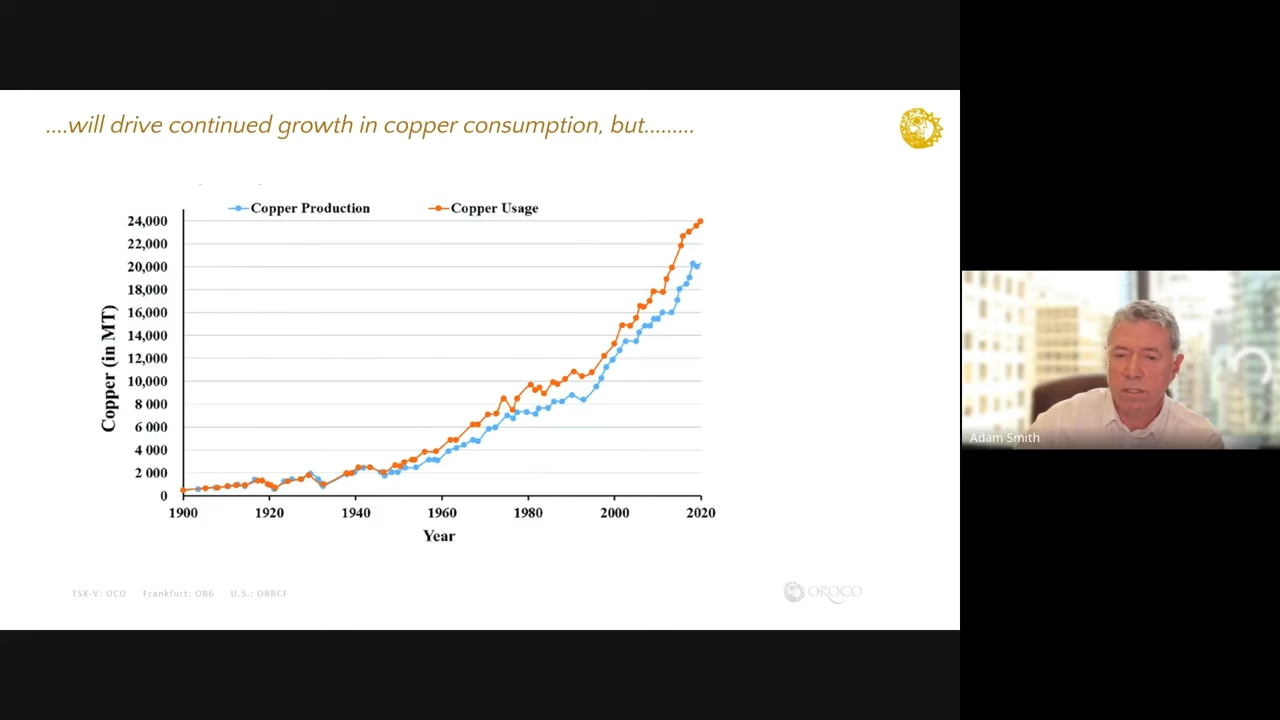 ....will drive continued growth in copper consumption, but.........
Copper Production
Copper Usage
24,000
22,000
20,000
18,000
16,000
14,000
12,000
10,000
8 000
6 000
4 000
2 000
0
Copper (in MT)
1900 1920 1940 1960 1980 2000 2020
Year
TSX-V: OCO Frankfurt: OR6 U.S.: ORRCF
OROCO
Adam Smith